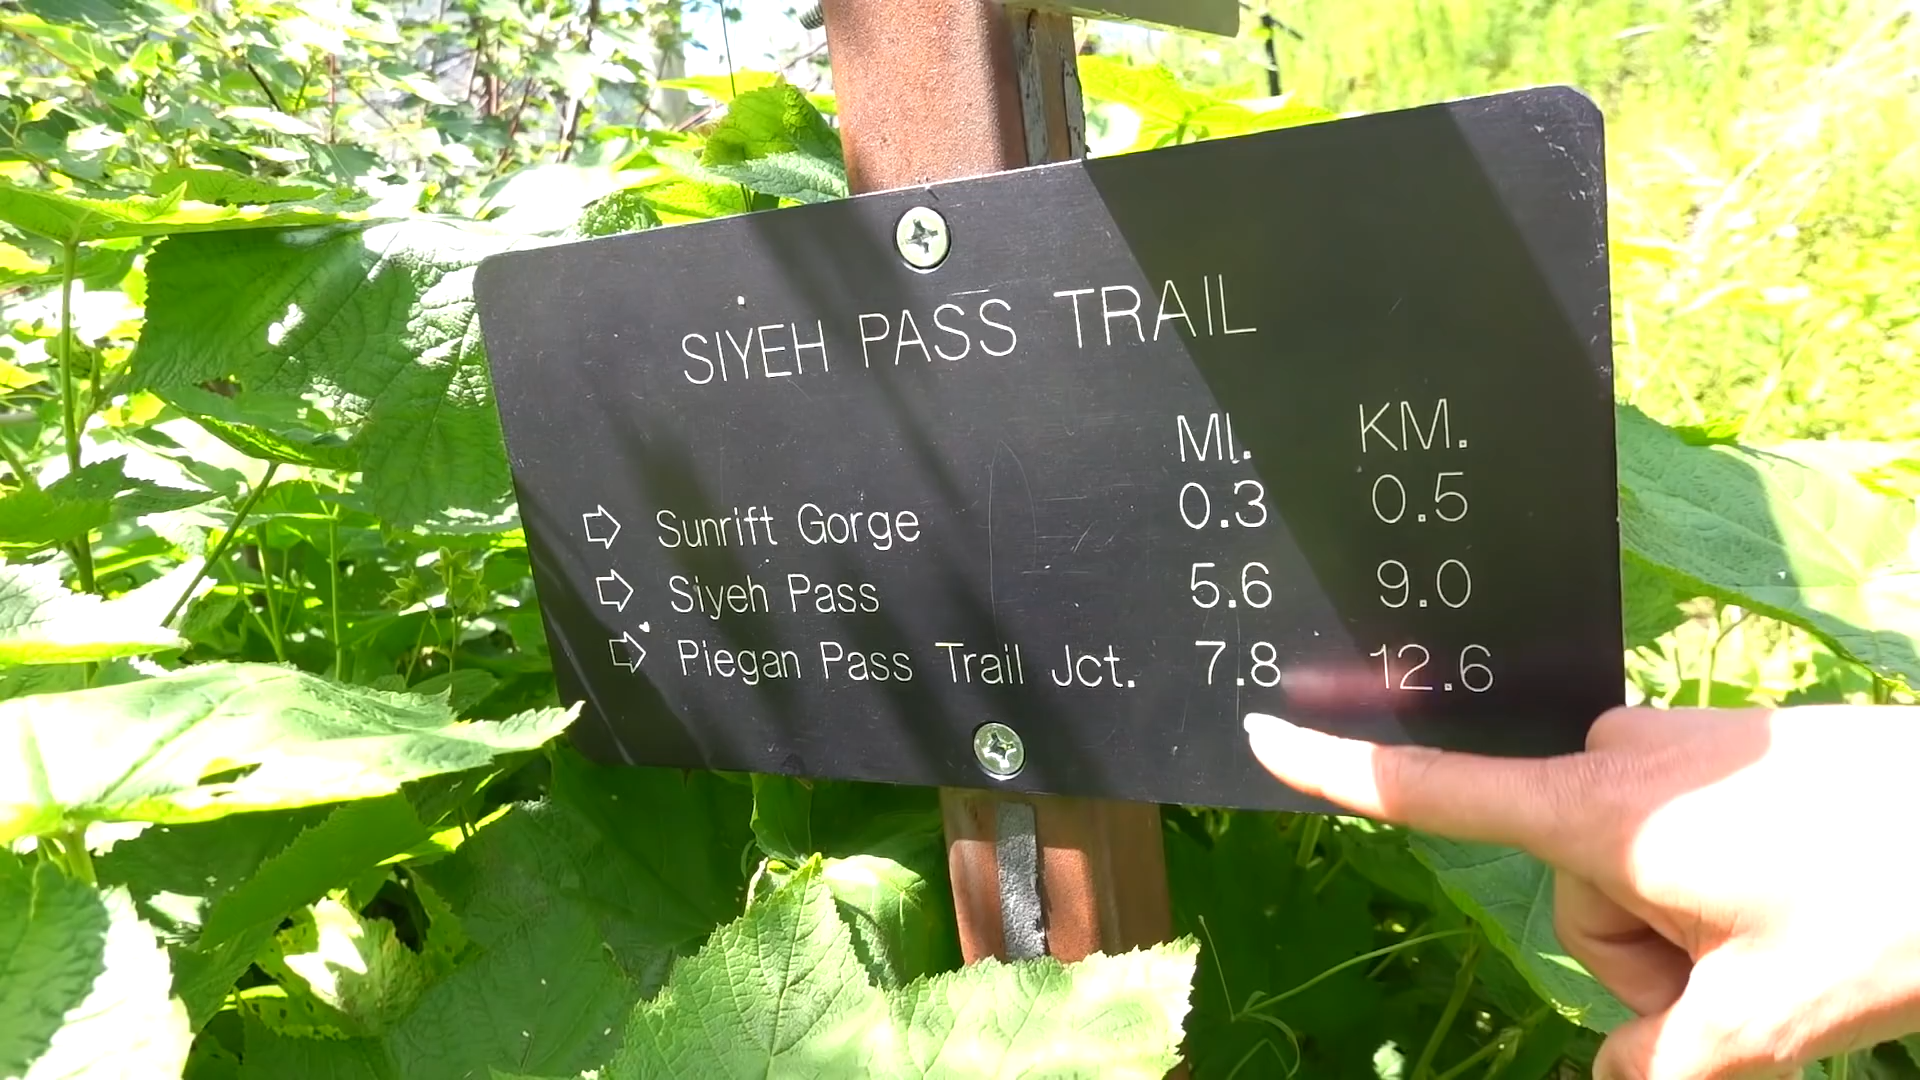 SIYEH PASS TRAIL
MI. KM.
Sunrift Gorge 0.3 0.5
Siyeh Pass 5.6 9.0
Piegan Pass Trail Jct. 7.8 12.6